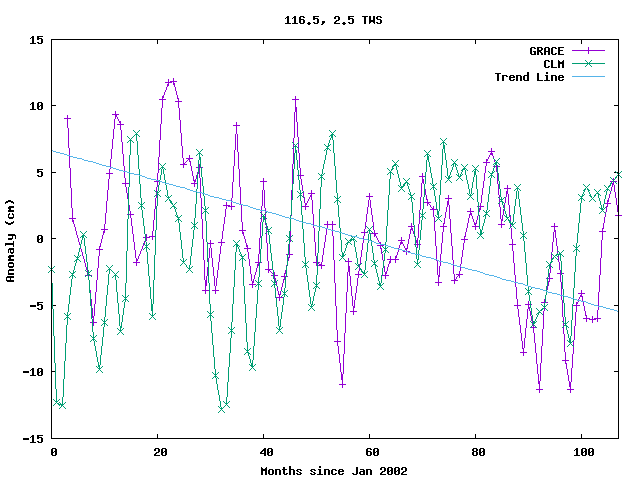 116.5, 2.5 TWS
GRACE
CLM
Trend Line
15
10
5
0
-5
-10
-15
Anomaly (cm)
0 20 40 60 80 100
Months since Jan 2002